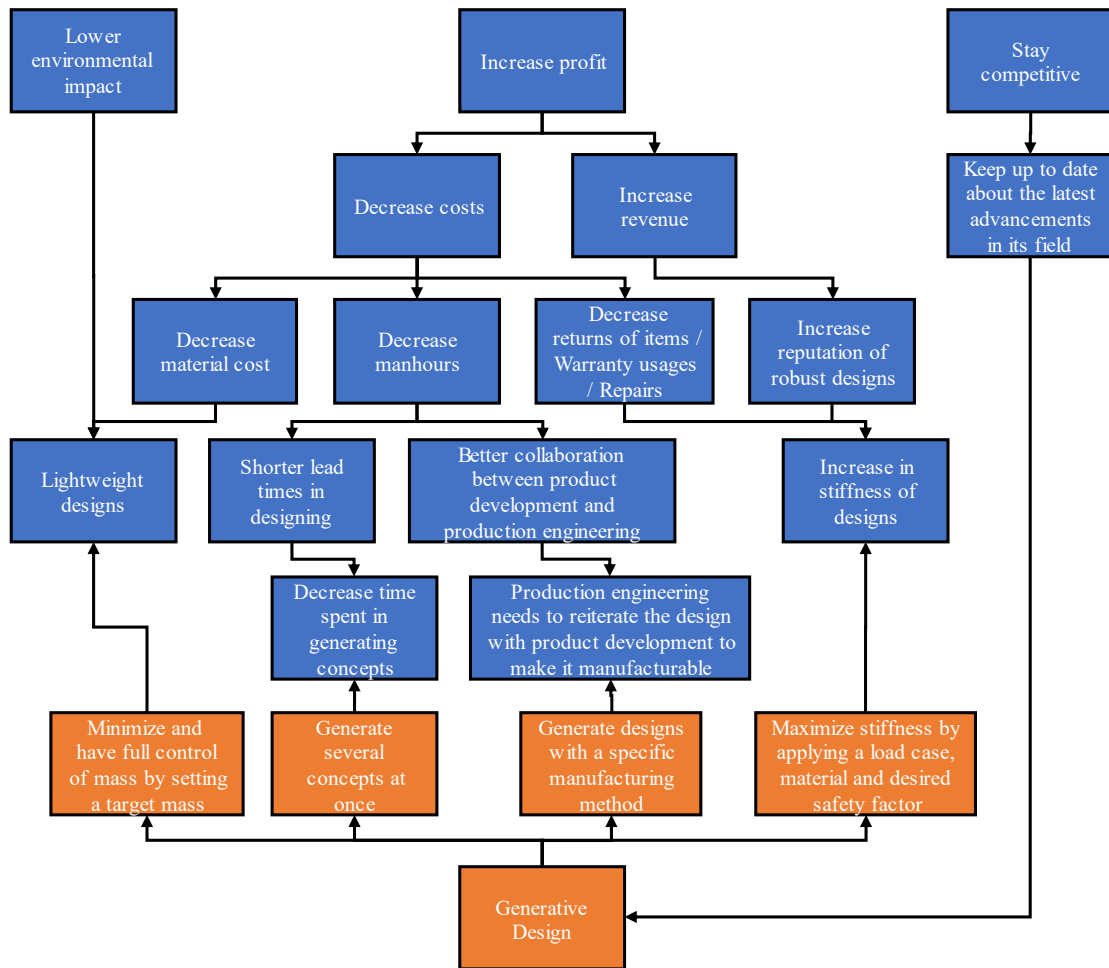 Lower
environmental
impact
Increase profit
Stay
competitive
Decrease costs
Increase
revenue
Keep up to date
about the latest
advancements
in its field
Decrease
material cost
Decrease
manhours
Decrease
returns of items /
Warranty usages
/ Repairs
Increase
reputation of
robust designs
Lightweight
designs
Shorter lead
times in
designing
Better collaboration
between product
development and
production engineering
Increase in
stiffness of
designs
Decrease time
spent in
generating
concepts
Production engineering
needs to reiterate the design
with product development to
make it manufacturable
Minimize and
have full control
of mass by setting
a target mass
Generate
several
concepts at
once
Generate designs
with a specific
manufacturing
method
Maximize stiffness by
applying a load case,
material and desired
safety factor
Generative
Design